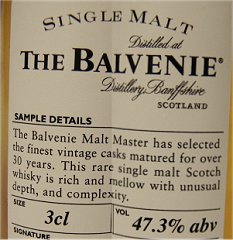 SINGLE MALT
Distilled at
THE BALVENIE®
Distillery Banffshire
SCOTLAND
SAMPLE DETAILS
The Balvenie Malt Master has selected
the finest vintage casks matured for over
30 years. This rare single malt Scotch
whisky is rich and mellow with unusual
depth, and complexity.
SIZE
3cl
VOL
47.3% abv
SIGNATURE